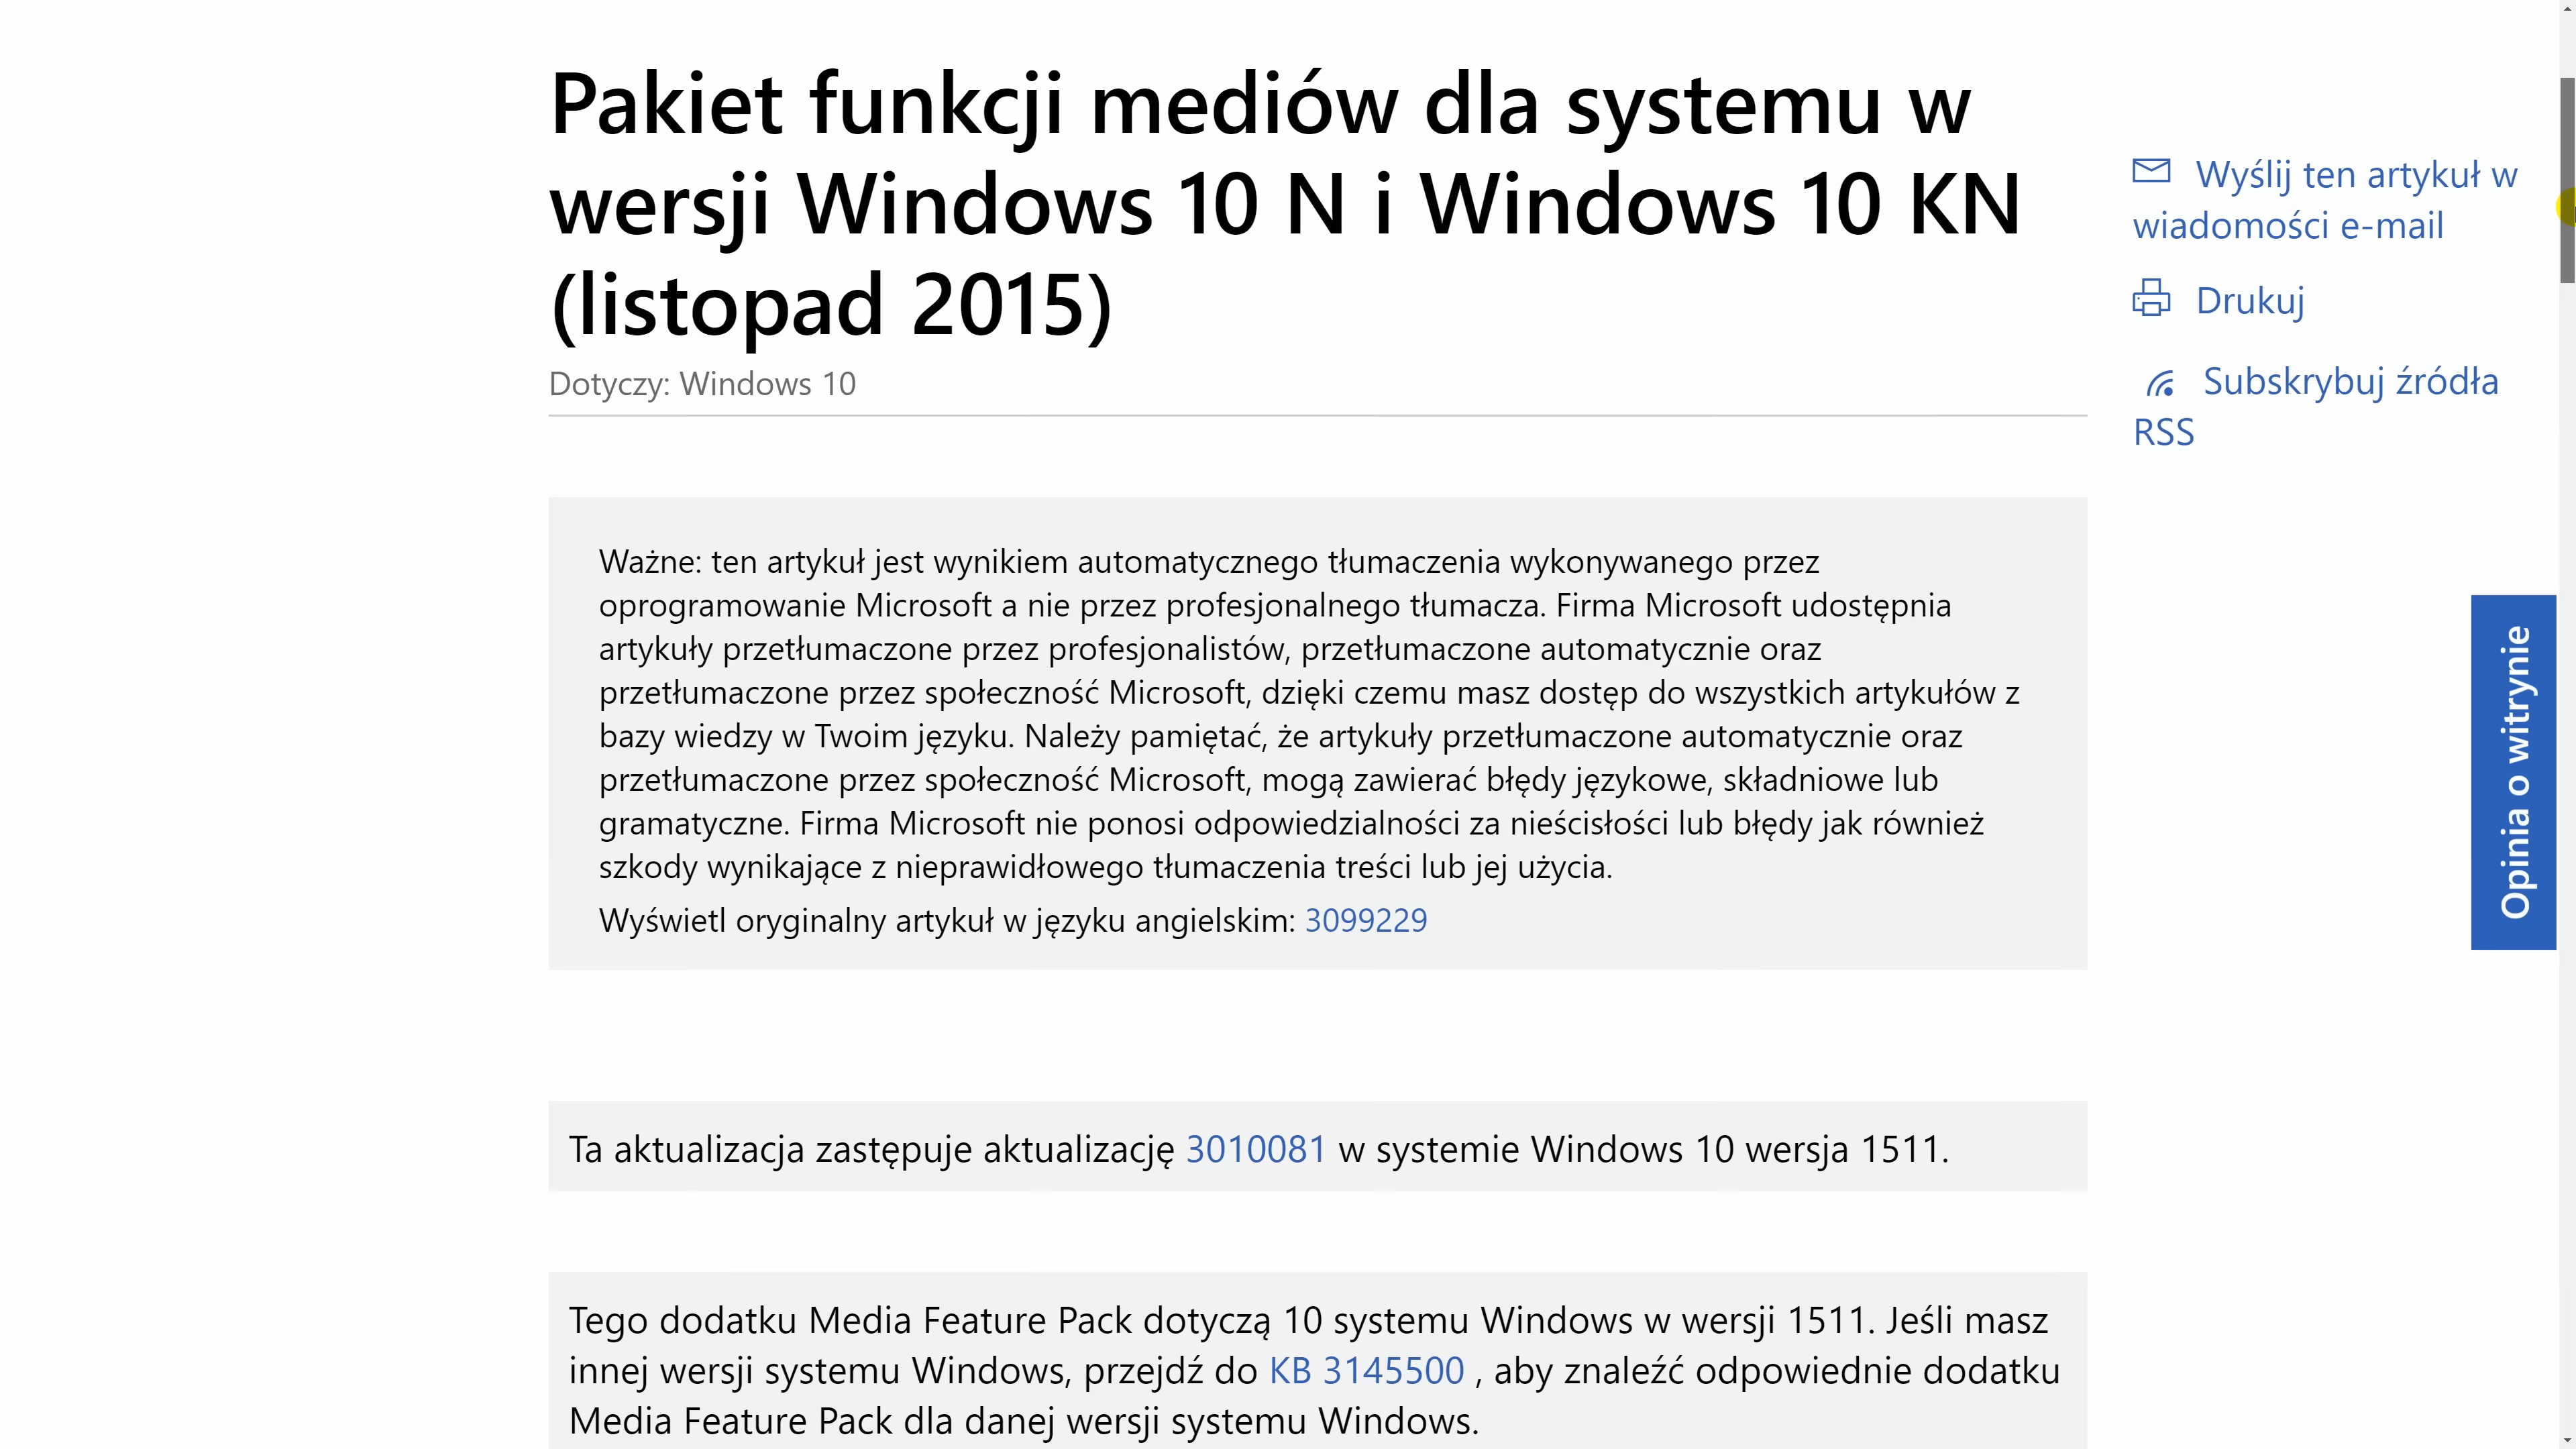 Pakiet funkcji mediów dla systemu w
wersji Windows 10 N i Windows 10 KN
(listopad 2015)
Dotyczy: Windows 10
Wyślij ten artykuł w
wiadomości e-mail
Drukuj
Subskrybuj źródła
RSS
Ważne: ten artykuł jest wynikiem automatycznego tłumaczenia wykonywanego przez
oprogramowanie Microsoft a nie przez profesjonalnego tłumacza. Firma Microsoft udostępnia
artykuły przetłumaczone przez profesjonalistów, przetłumaczone automatycznie oraz
przetłumaczone przez społeczność Microsoft, dzięki czemu masz dostęp do wszystkich artykułów z
bazy wiedzy w Twoim języku. Należy pamiętać, że artykuły przetłumaczone automatycznie oraz
przetłumaczone przez społeczność Microsoft, mogą zawierać błędy językowe, składniowe lub
gramatyczne. Firma Microsoft nie ponosi odpowiedzialności za nieścisłości lub błędy jak również
szkody wynikające z nieprawidłowego tłumaczenia treści lub jej użycia.
Wyświetl oryginalny artykuł w języku angielskim: 3099229
Opinia o witrynie
Ta aktualizacja zastępuje aktualizację 3010081 w systemie Windows 10 wersja 1511.
Tego dodatku Media Feature Pack dotyczą 10 systemu Windows w wersji 1511. Jeśli masz
innej wersji systemu Windows, przejdź do KB 3145500 , aby znaleźć odpowiednie dodatku
Media Feature Pack dla danej wersji systemu Windows.